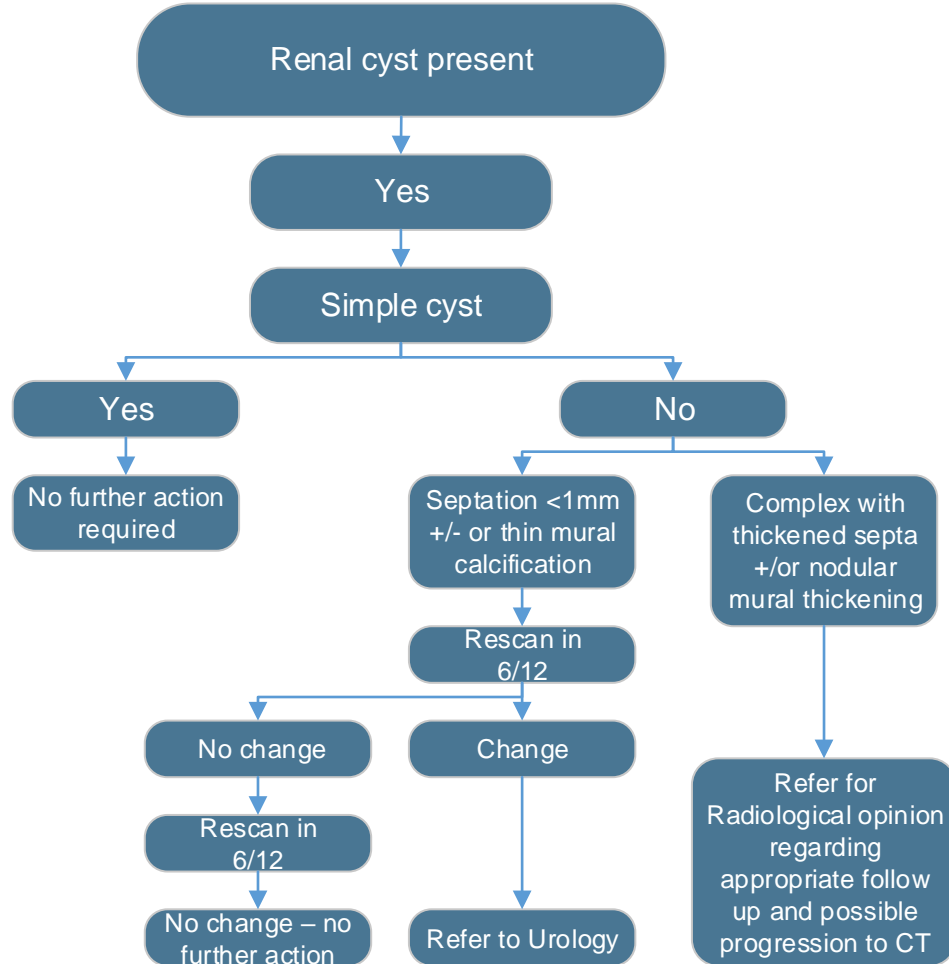 Renal cyst present
Yes
Simple cyst
Yes
No
No further action
required
Septation <1mm
+/- or thin mural
calcification
Complex with
thickened septa
+/or nodular
mural thickening
Rescan in
6/12
No change
Change
Rescan in
6/12
No change – no
further action
Refer to Urology
Refer for
Radiological opinion
regarding
appropriate follow
up and possible
progression to CT